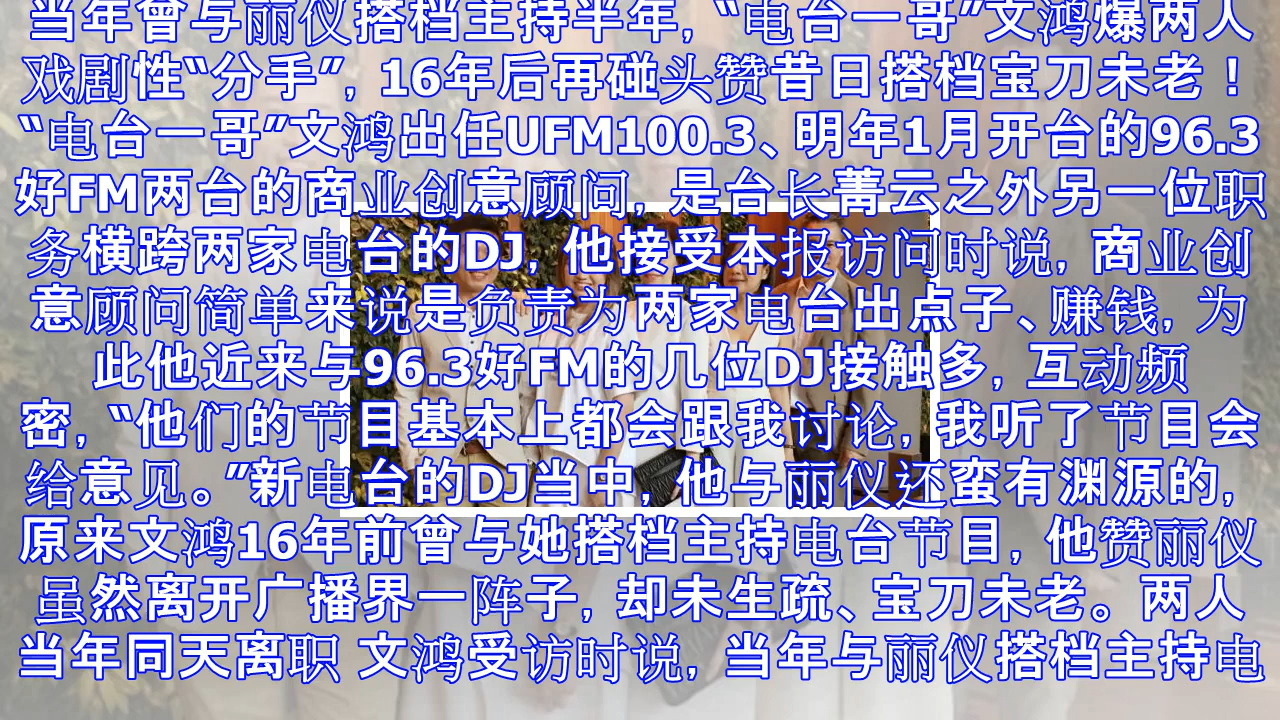 当年曾与丽仪搭档主持半年，“电台一哥”文鸿爆两人
戏剧性“分手”，16年后再碰头赞昔日搭档宝刀未老！
“电台一哥”文鸿出任UFM100.3、明年1月开台的96.3
好FM两台的商业创意顾问，是台长菁云之外另一位职
务横跨两家电台的DJ，他接受本报访问时说，商业创
意顾问简单来说是负责为两家电台出点子、赚钱，为
此他近来与96.3好FM的几位DJ接触多，互动频
密，“他们的节目基本上都会跟我讨论，我听了节目会
给意见。”新电台的DJ当中，他与丽仪还蛮有渊源的，
原来文鸿16年前曾与她搭档主持电台节目，他赞丽仪
虽然离开广播界一阵子，却未生疏、宝刀未老。两人
当年同天离职 文鸿受访时说，当年与丽仪搭档主持电